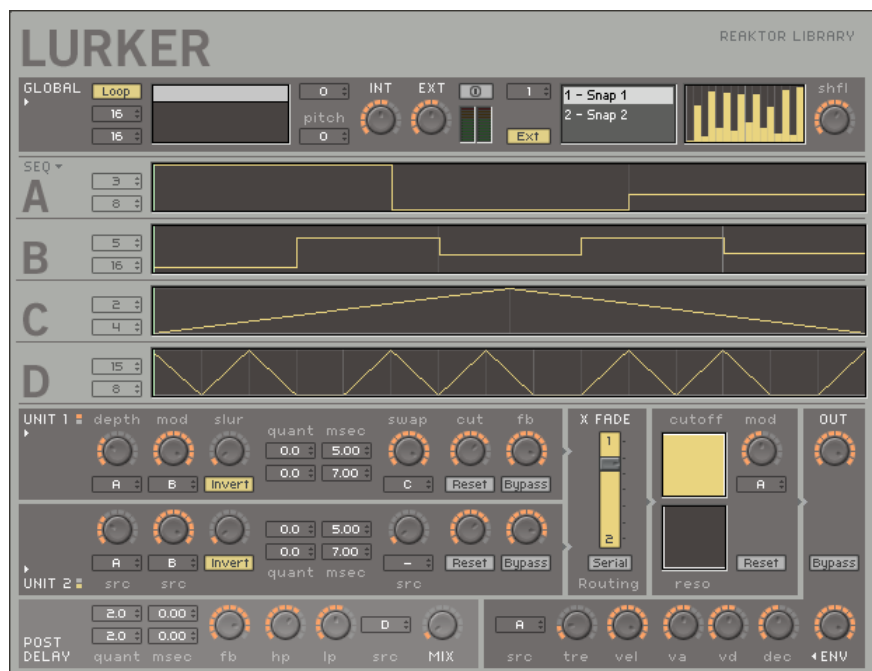 LURKER
REAKTOR LIBRARY
GLOBAL Loop 0 INT EXT 1 1 - Snap 1 shfl
16 pitch 2 - Snap 2
16 0 Ext
SEQ
A 3
8
B 5
16
C 2
4
D 15
8
UNIT 1 depth mod slur quant msec swap cut fb X FADE cutoff mod OUT
0.0 5.00 1
A B Invert 0.0 7.00 C Reset Bypass A
0.0 5.00
A B Invert 0.0 7.00 - Reset Bypass 2 Serial Reset Bypass
UNIT 2 src src quant msec src Routing reso
2.0 0.00 D A
2.0 0.00
POST DELAY quant msec fb hp lp src MIX src tre vel va vd dec ENV